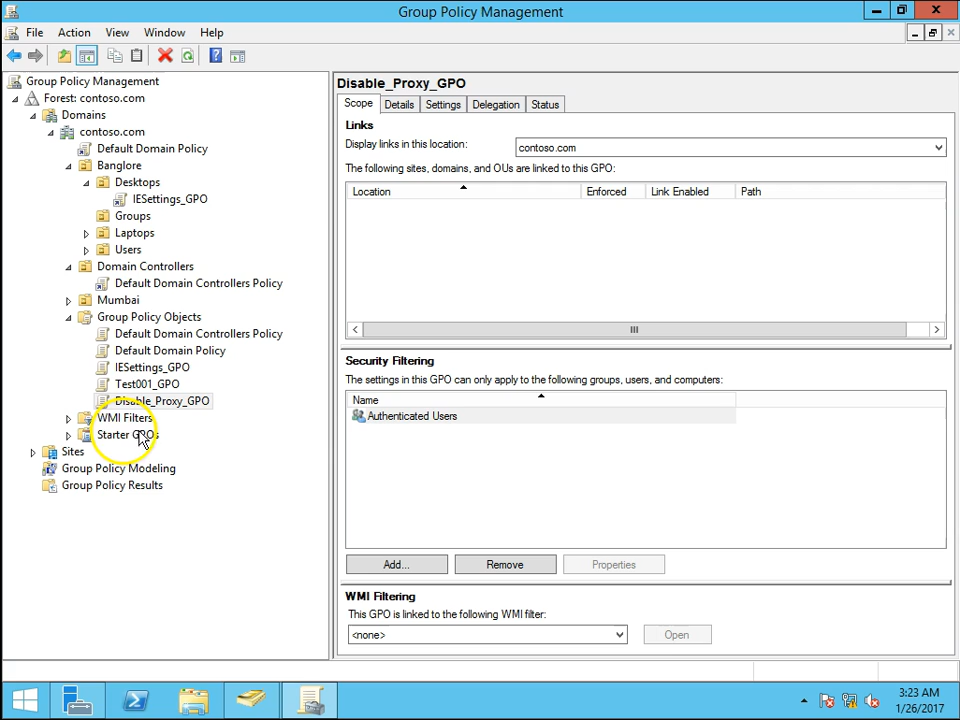 Group Policy Management
File Action View Window Help
Group Policy Management
Forest: contoso.com
Domains
contoso.com
Default Domain Policy
Banglore
Desktops
IESettings_GPO
Groups
Laptops
Users
Domain Controllers
Default Domain Controllers Policy
Mumbai
Group Policy Objects
Default Domain Controllers Policy
Default Domain Policy
IESettings_GPO
Test001_GPO
Disable_Proxy_GPO
WMI Filters
Starter GPOs
Sites
Group Policy Modeling
Group Policy Results
Disable_Proxy_GPO
Scope Details Settings Delegation Status
Links
Display links in this location: contoso.com
The following sites, domains, and OUs are linked to this GPO:
Location Enforced Link Enabled Path
Security Filtering
The settings in this GPO can only apply to the following groups, users, and computers:
Name
Authenticated Users
Add... Remove Properties
WMI Filtering
This GPO is linked to the following WMI filter:
<none> Open
3:23 AM
1/26/2017